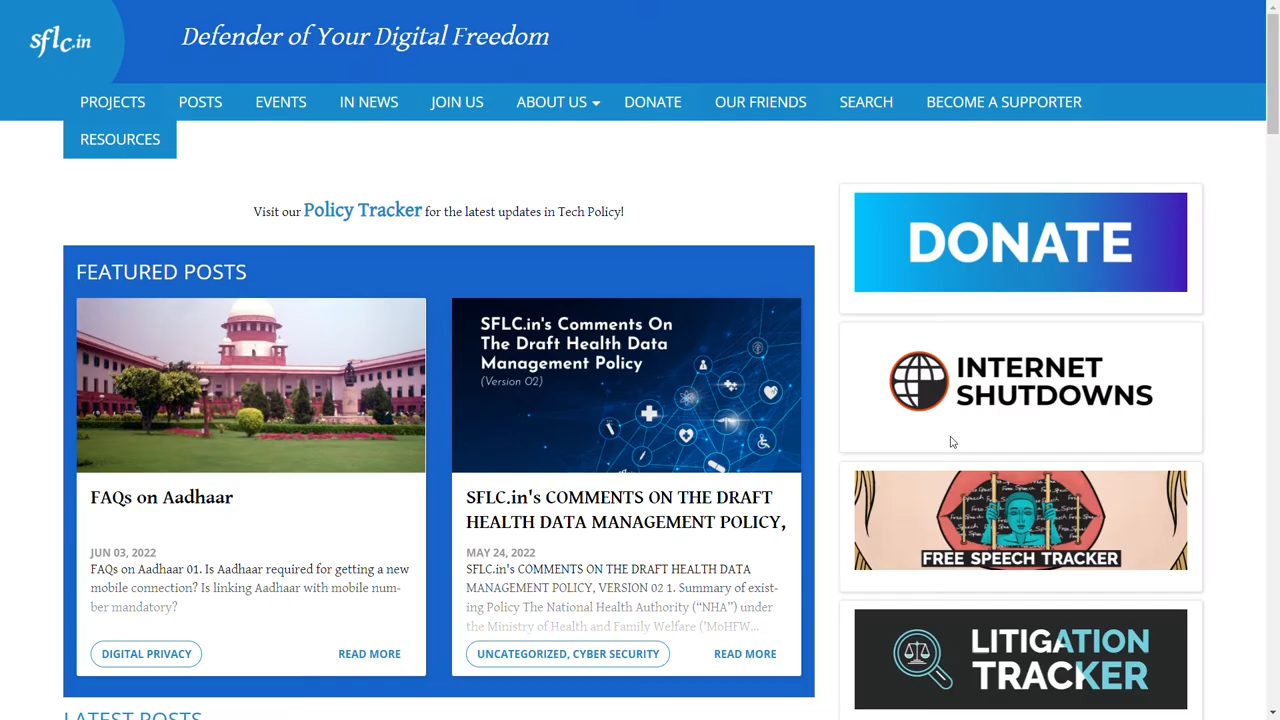 sflc.in
Defender of Your Digital Freedom
PROJECTS POSTS EVENTS IN NEWS JOIN US ABOUT US DONATE OUR FRIENDS SEARCH BECOME A SUPPORTER
RESOURCES
Visit our Policy Tracker for the latest updates in Tech Policy!
FEATURED POSTS
SFLC.in's Comments On
The Draft Health Data
Management Policy
(Version 02)
FAQs on Aadhaar
JUN 03, 2022
FAQs on Aadhaar 01. Is Aadhaar required for getting a new
mobile connection? Is linking Aadhaar with mobile num-
ber mandatory?
DIGITAL PRIVACY
READ MORE
SFLC.in's COMMENTS ON THE DRAFT
HEALTH DATA MANAGEMENT POLICY,
MAY 24, 2022
SFLC.in's COMMENTS ON THE DRAFT HEALTH DATA
MANAGEMENT POLICY, VERSION 02 1. Summary of exist-
ing Policy The National Health Authority (“NHA”) under
the Ministry of Health and Family Welfare ('MoHFW...
UNCATEGORIZED, CYBER SECURITY
READ MORE
LATEST POSTS
DONATE
INTERNET
SHUTDOWNS
Free Speech
FREE SPEECH TRACKER
LITIGATION
TRACKER